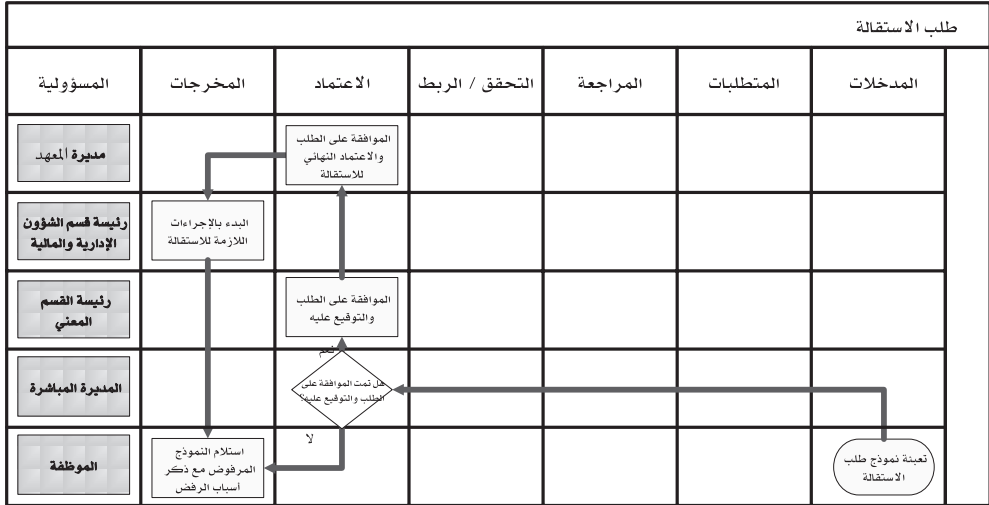 طلب الاستقالة
المدخلات
المتطلبات
المراجعة
التحقق / الربط
الاعتماد
المخرجات
المسؤولية
الموافقة على الطلب
والاعتماد النهائي
للاستقالة
مديرة المعهد
البدء بالإجراءات
اللازمة للاستقالة
رئيسة قسم الشؤون
الإدارية والمالية
الموافقة على الطلب
والتوقيع عليه
رئيسة القسم
المعني
نعم
هل تمت الموافقة على
الطلب والتوقيع عليه؟
المديرة المباشرة
لا
تعبئة نموذج طلب
الاستقالة
استلام النموذج
المرفوض مع ذكر
أسباب الرفض
الموظفة